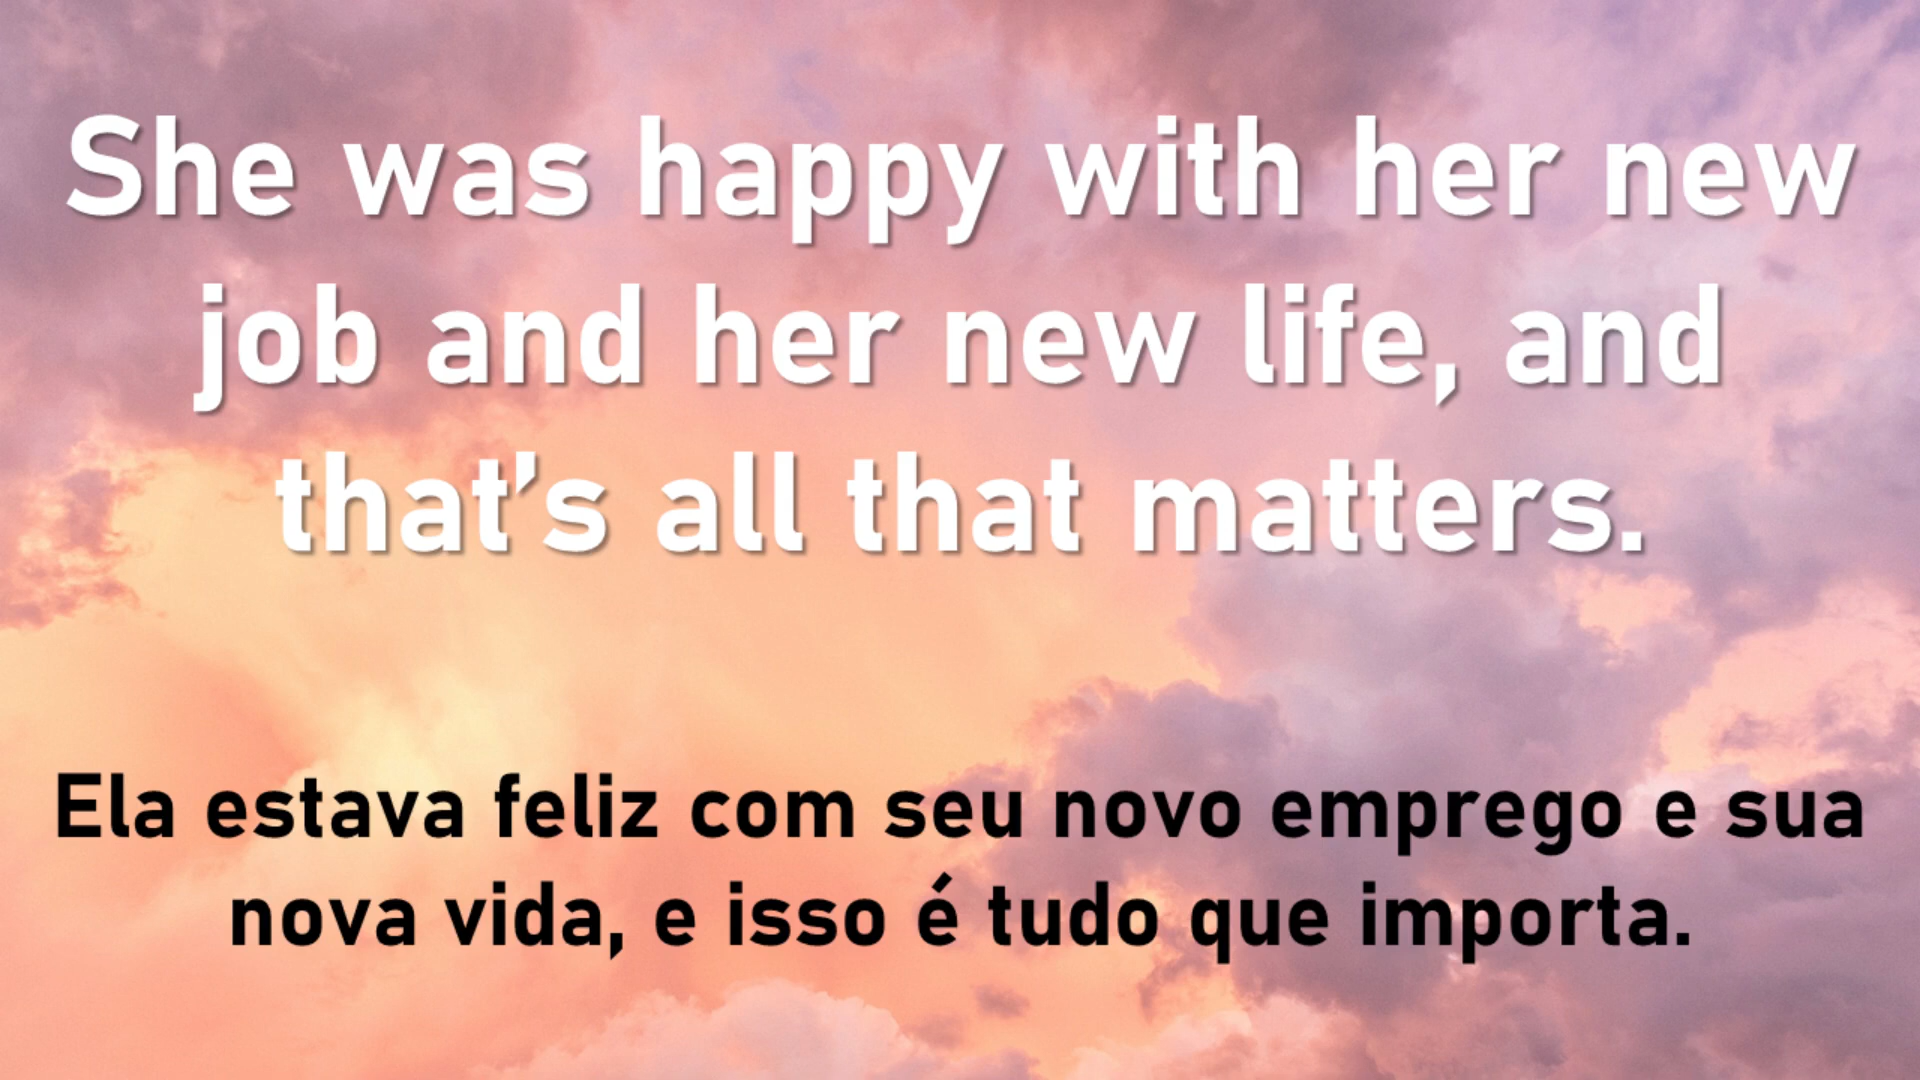 She was happy with her new
job and her new life, and
that’s all that matters.
Ela estava feliz com seu novo emprego e sua
nova vida, e isso é tudo que importa.